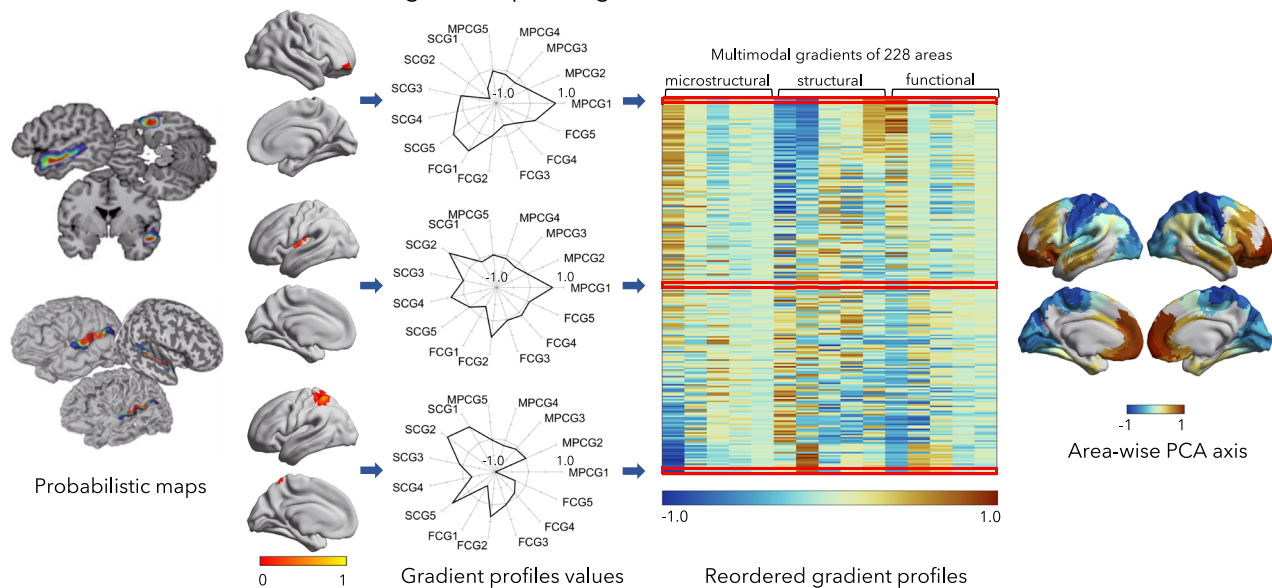 Probabilistic maps
0 1
MPCG5
MPCG4
SCG1
MPCG3
SCG2
MPCG2
SCG3
-1.0
1.0
MPCG1
SCG4
FCG5
SCG5
FCG4
FCG1
FCG3
FCG2
MPCG5
MPCG4
SCG1
MPCG3
SCG2
MPCG2
SCG3
-1.0
1.0
MPCG1
SCG4
FCG5
SCG5
FCG4
FCG1
FCG3
FCG2
MPCG5
MPCG4
SCG1
MPCG3
SCG2
MPCG2
SCG3
-1.0
1.0
MPCG1
SCG4
FCG5
SCG5
FCG4
FCG1
FCG3
FCG2
Gradient profiles values
Multimodal gradients of 228 areas
microstructural structural functional
-1.0 1.0
Reordered gradient profiles
-1 1
Area-wise PCA axis